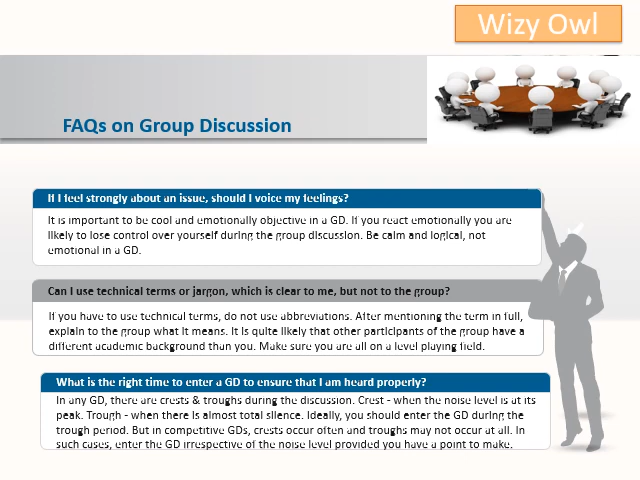 Wizy Owl
FAQs on Group Discussion
If I feel strongly about an issue, should I voice my feelings?
It is important to be cool and emotionally objective in a GD. If you react emotionally you are
likely to lose control over yourself during the group discussion. Be calm and logical, not
emotional in a GD.
Can I use technical terms or jargon, which is clear to me, but not to the group?
If you have to use technical terms, do not use abbreviations. After mentioning the term in full,
explain to the group what it means. It is quite likely that other participants of the group have a
different academic background than you. Make sure you are all on a level playing field.
What is the right time to enter a GD to ensure that I am heard properly?
In any GD, there are crests & troughs during the discussion. Crest - when the noise level is at its
peak. Trough - when there is almost total silence. Ideally, you should enter the GD during the
trough period. But in competitive GDs, crests occur often and troughs may not occur at all. In
such cases, enter the GD irrespective of the noise level provided you have a point to make.